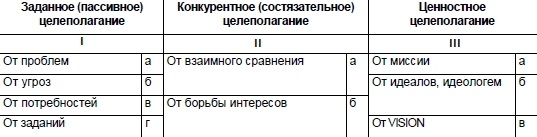 Заданное (пассивное) целеполагание
Конкурентное (состязательное) целеполагание
Ценностное целеполагание
I
II
III
От проблем а
От угроз б
От потребностей в
От заданий г
От взаимного сравнения а
От борьбы интересов б
От миссии а
От идеалов, идеологем б
От VISION в